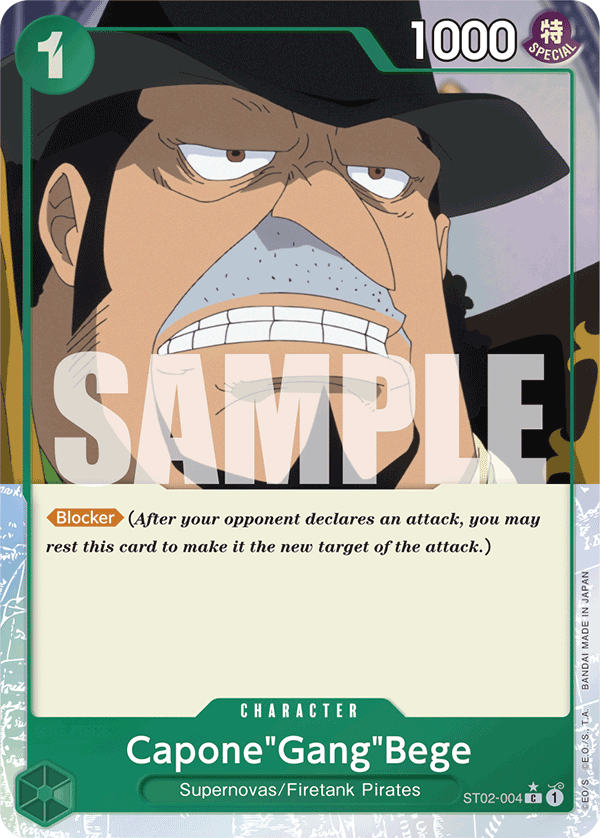 1
1000
特
SPECIAL
SAMPLE
Blocker (After your opponent declares an attack, you may
rest this card to make it the new target of the attack.)
CHARACTER
Capone"Gang"Bege
Supernovas/Firetank Pirates
ST02-004 C 1
©E.O/S. ©E.O./S.,T.A. BANDAI MADE IN JAPAN